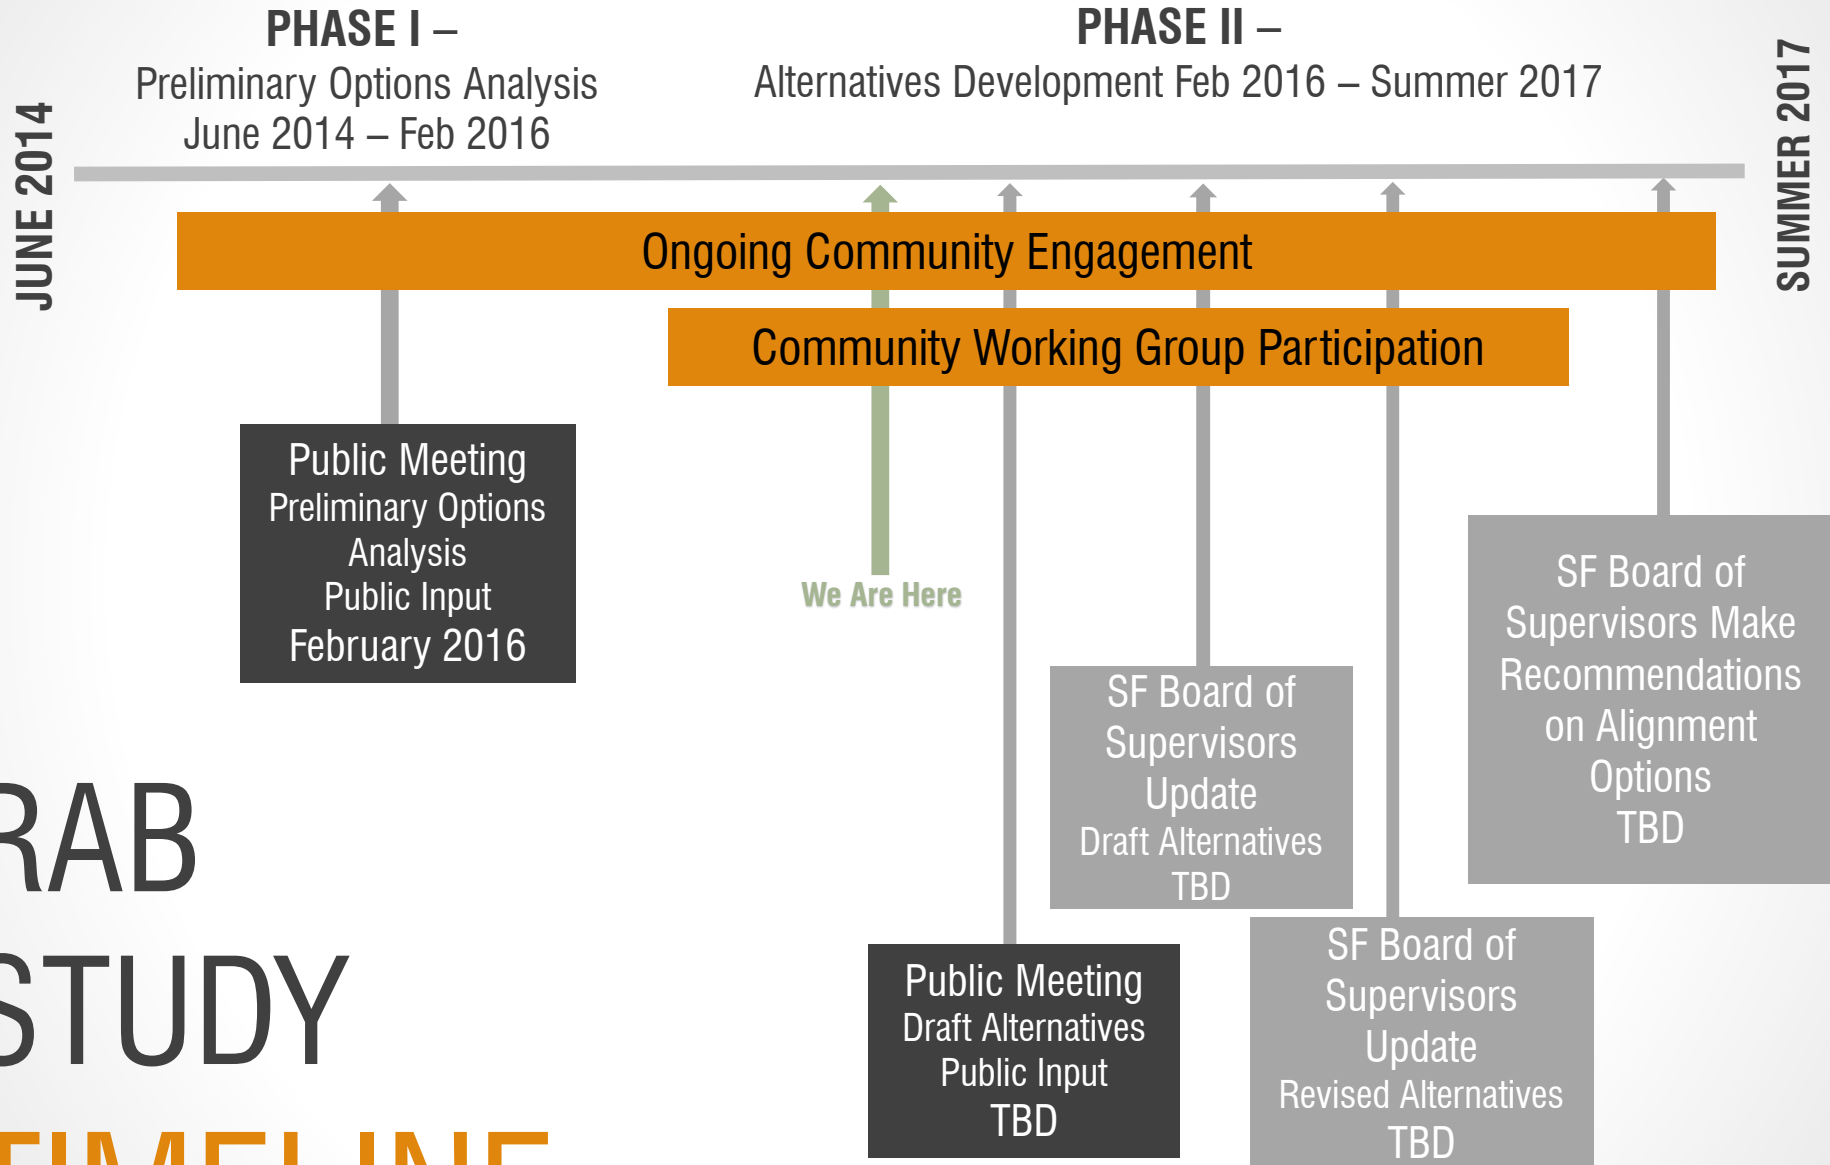 PHASE I –
Preliminary Options Analysis
June 2014 – Feb 2016
PHASE II –
Alternatives Development Feb 2016 – Summer 2017
JUNE 2014
SUMMER 2017
Ongoing Community Engagement
Community Working Group Participation
Public Meeting
Preliminary Options
Analysis
Public Input
February 2016
We Are Here
SF Board of
Supervisors Make
Recommendations
on Alignment
Options
TBD
SF Board of
Supervisors
Update
Draft Alternatives
TBD
Public Meeting
Draft Alternatives
Public Input
TBD
SF Board of
Supervisors
Update
Revised Alternatives
TBD
RAB
STUDY
TIMELINE